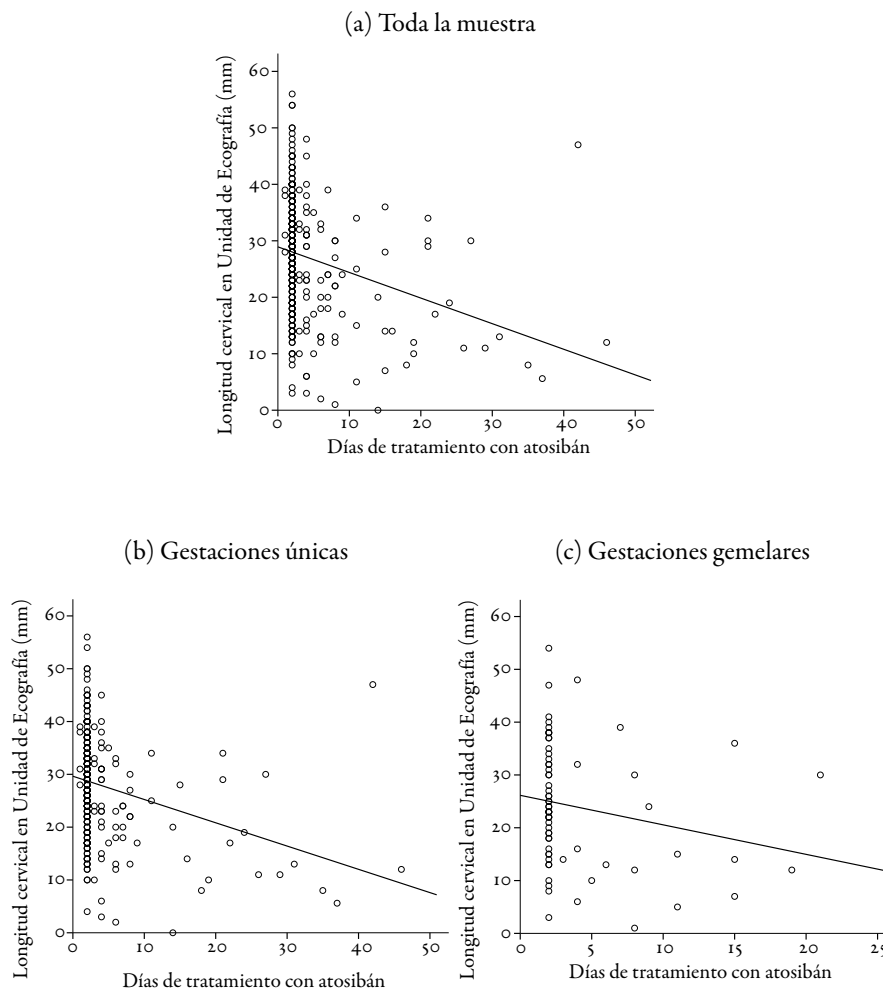 (a) Toda la muestra
Longitud cervical en Unidad de Ecografía (mm)
60
50
40
30
20
10
0
0 10 20 30 40 50
Días de tratamiento con atosibán
(b) Gestaciones únicas
Longitud cervical en Unidad de Ecografía (mm)
60
50
40
30
20
10
0
0 10 20 30 40 50
Días de tratamiento con atosibán
(c) Gestaciones gemelares
Longitud cervical en Unidad de Ecografía (mm)
60
50
40
30
20
10
0
0 5 10 15 20 25
Días de tratamiento con atosibán